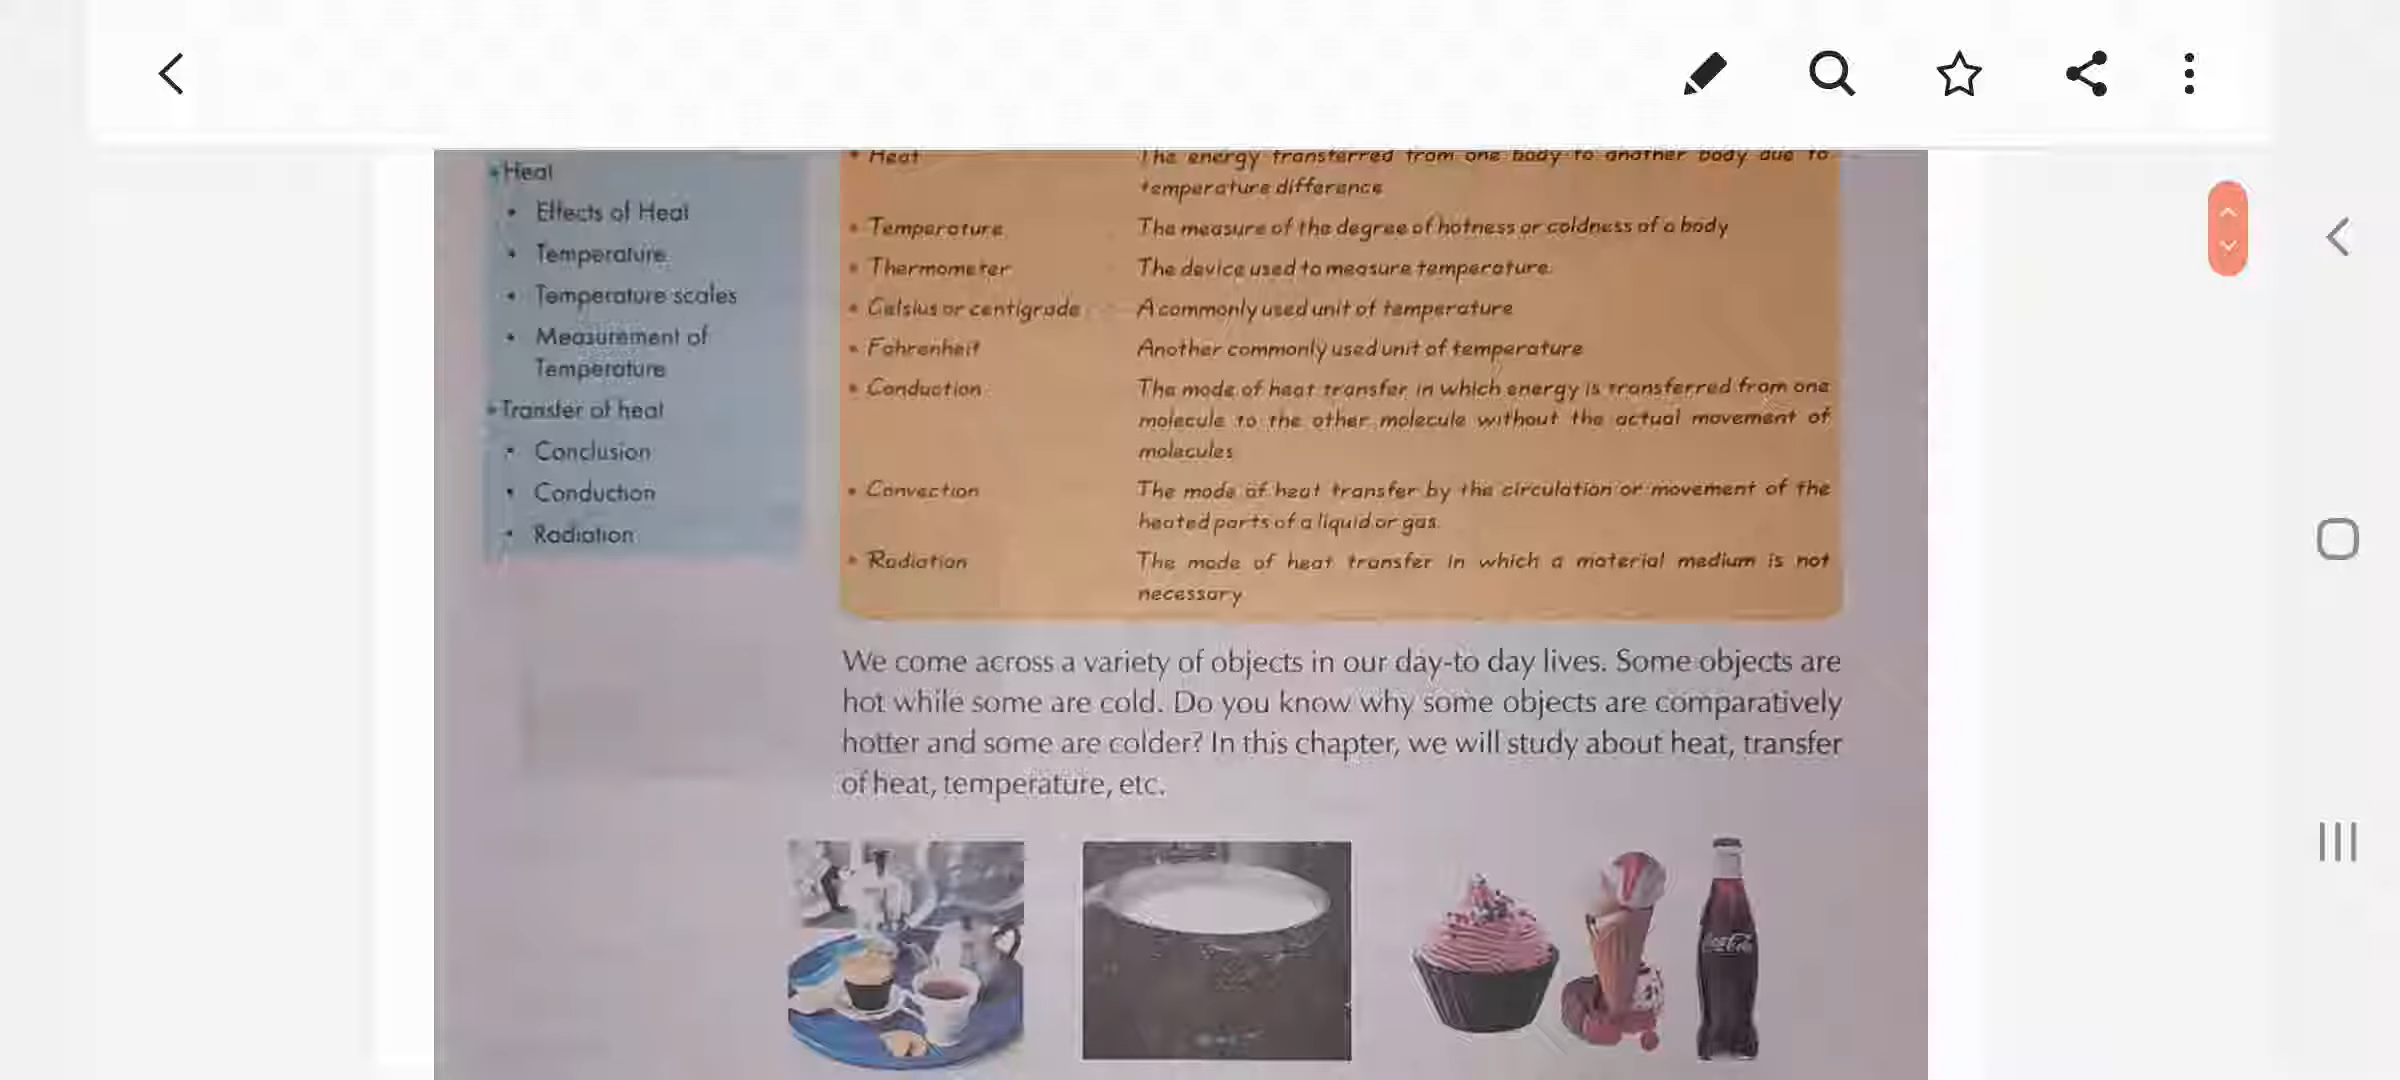 Heal
• Effects of Heal
• Temperature
• Temperature scales
• Measurement of
Temperature
Transfer of heat
• Conclusion
• Conduction
• Radiation
• Heat The energy transferred from one body to another body due to
temperature difference
• Temperature The measure of the degree of hotness or coldness of a body
• Thermometer The device used to measure temperature.
• Celsius or centigrade A commonly used unit of temperature
• Fahrenheit Another commonly used unit of temperature
• Conduction The mode of heat transfer in which energy is transferred from one
molecule to the other molecule without the actual movement of
molecules
• Convection The mode of heat transfer by the circulation or movement of the
heated parts of a liquid or gas.
• Radiation The mode of heat transfer in which a material medium is not
necessary
We come across a variety of objects in our day-to day lives. Some objects are
hot while some are cold. Do you know why some objects are comparatively
hotter and some are colder? In this chapter, we will study about heat, transfer
of heat, temperature, etc.
Coca-Cola